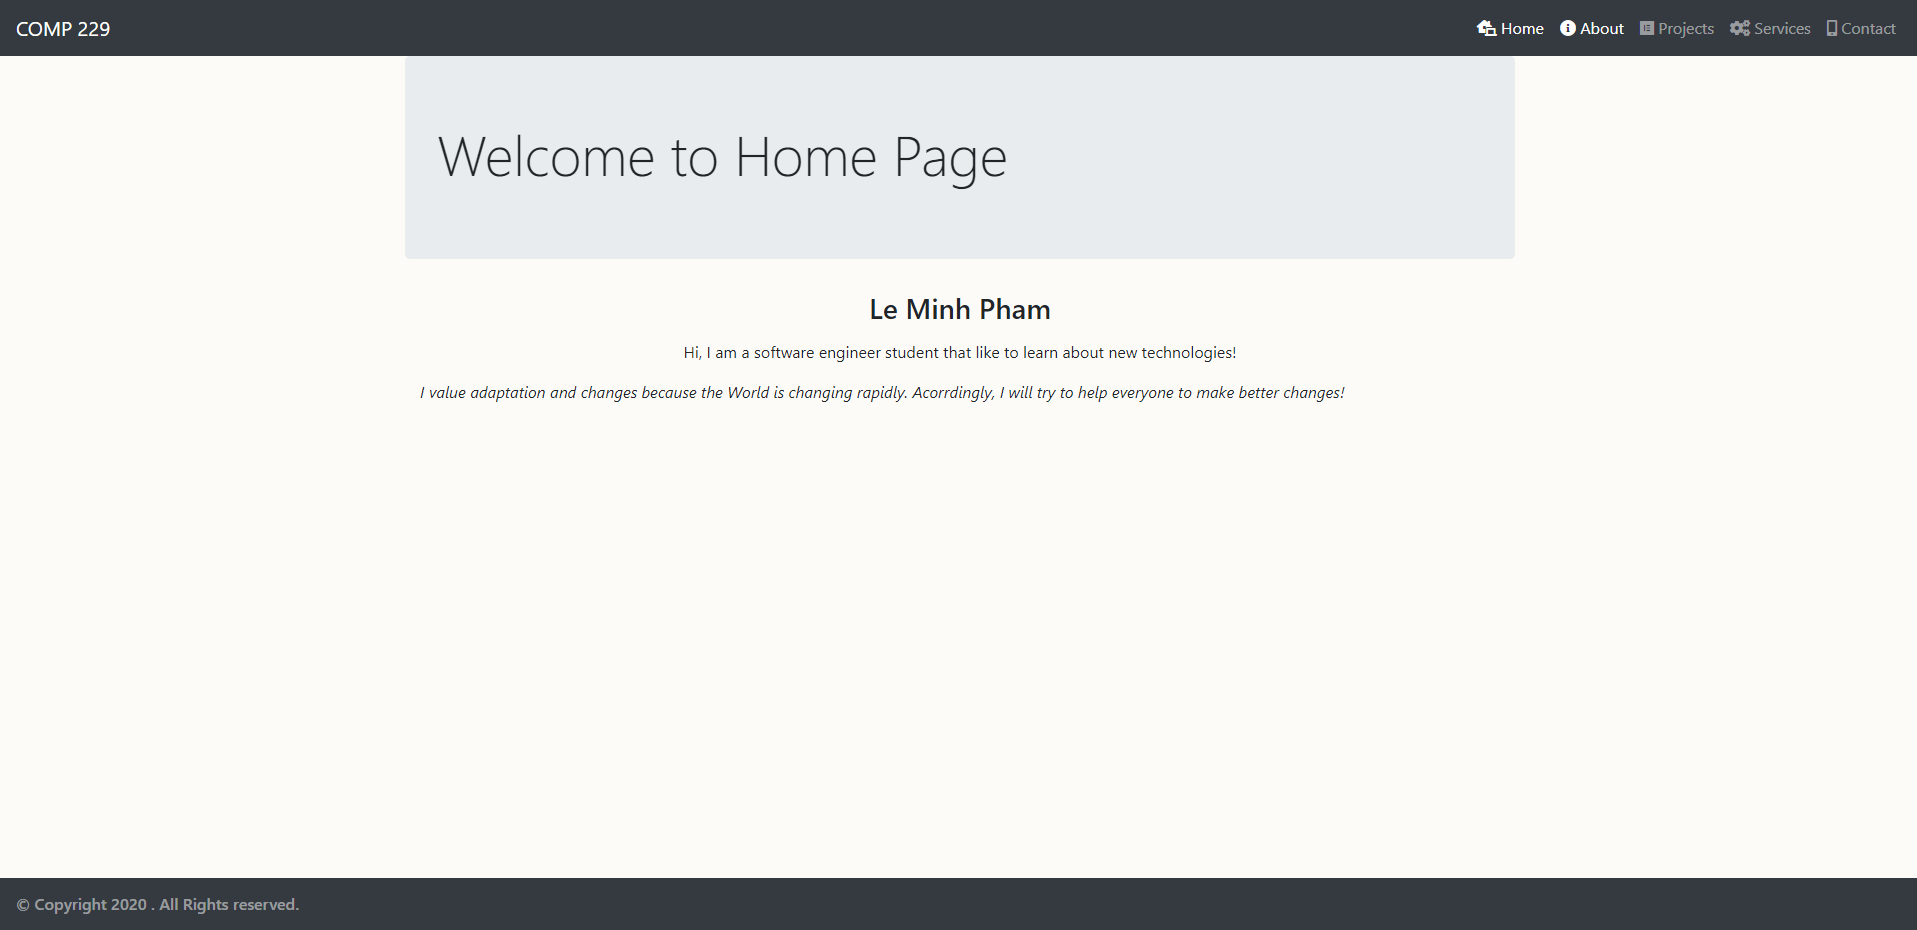 COMP 229
Home About Projects Services Contact
Welcome to Home Page
Le Minh Pham
Hi, I am a software engineer student that like to learn about new technologies!
I value adaptation and changes because the World is changing rapidly. Acorrdingly, I will try to help everyone to make better changes!
© Copyright 2020 . All Rights reserved.